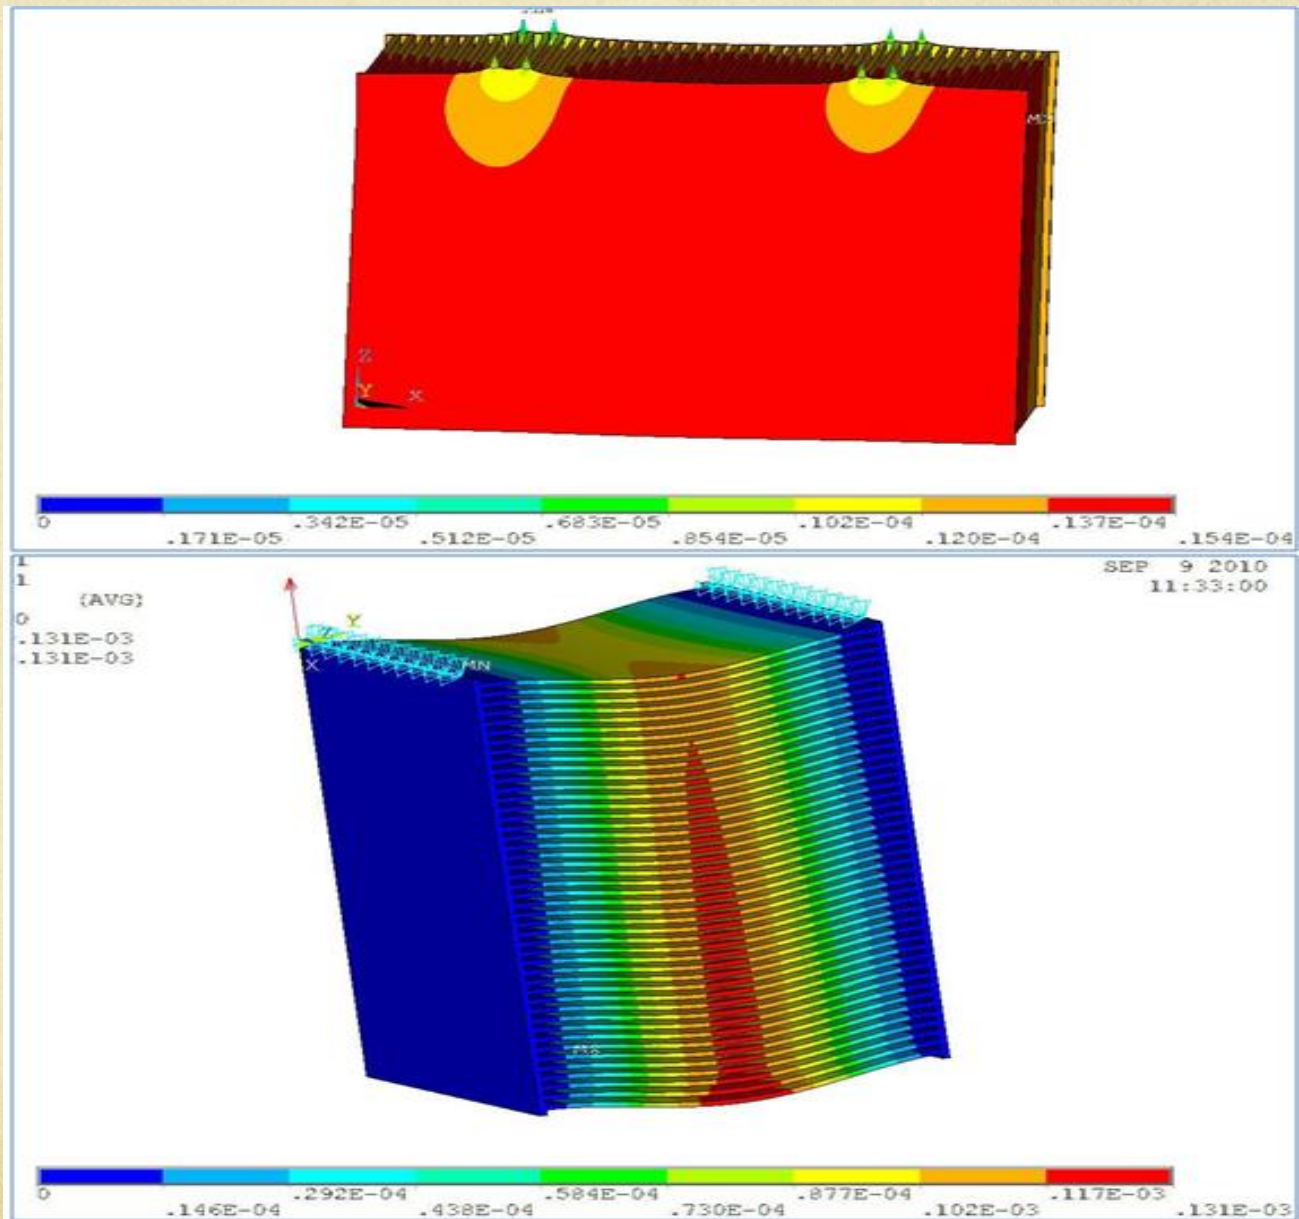 MX
Z
Y X
0 .342E-05 .683E-05 .102E-04 .137E-04
.171E-05 .512E-05 .854E-05 .120E-04 .154E-04
1
1
SEP 9 2010
11:33:00
(AVG)
0
.131E-03
.131E-03
Y
Z
X
MN
MX
0 .292E-04 .584E-04 .877E-04 .117E-03
.146E-04 .438E-04 .730E-04 .102E-03 .131E-03